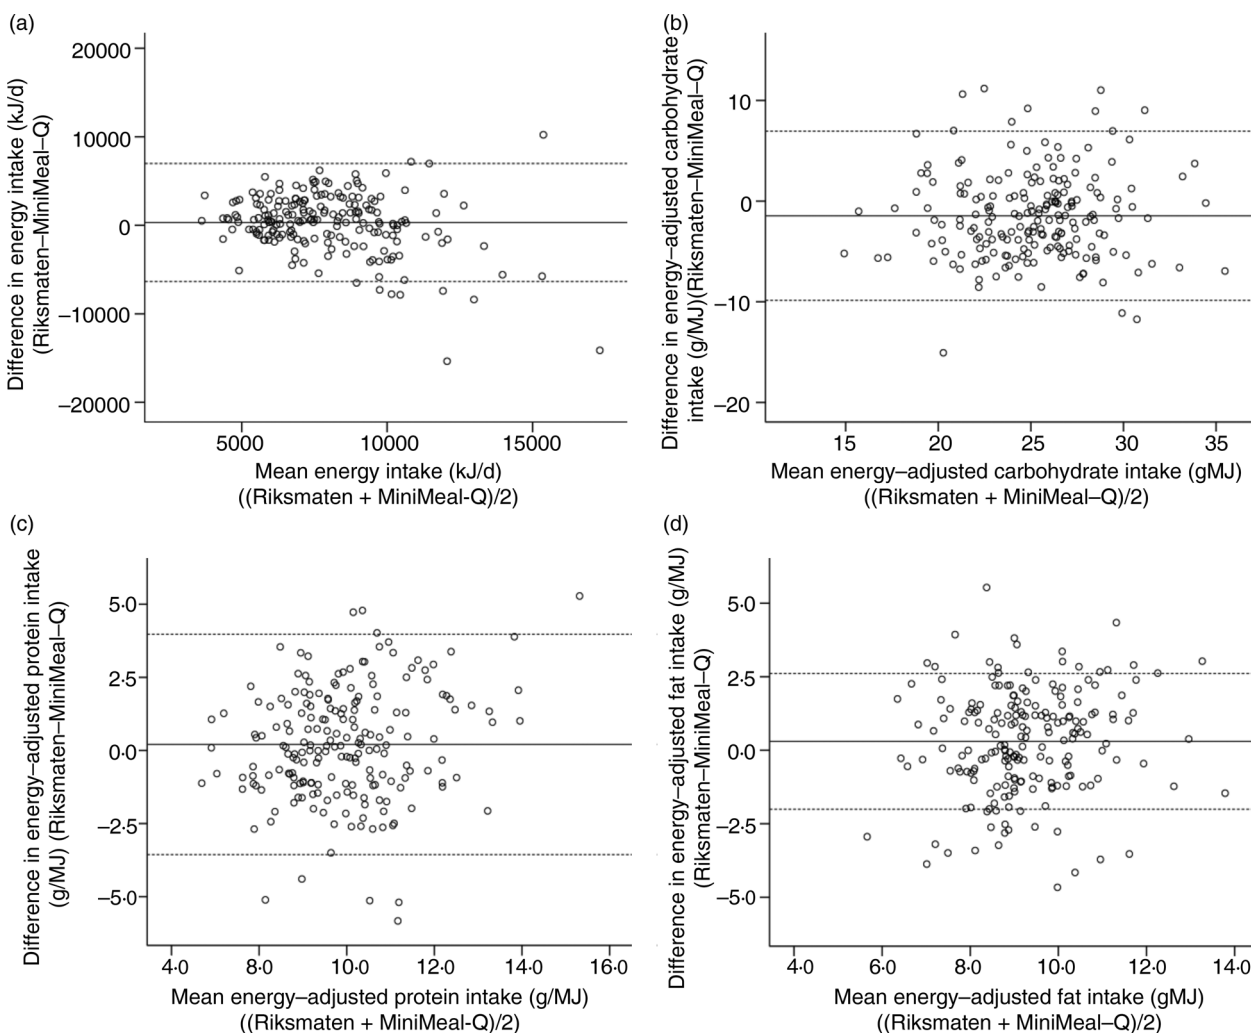 (a)
20000
10000
0
−10000
−20000
Difference in energy intake (kJ/d)
(Riksmaten–MiniMeal–Q)
5000
10000
15000
Mean energy intake (kJ/d)
((Riksmaten + MiniMeal-Q)/2)
(b)
10
0
−10
−20
Difference in energy–adjusted carbohydrate
intake (g/MJ)(Riksmaten–MiniMeal–Q)
15
20
25
30
35
Mean energy–adjusted carbohydrate intake (gMJ)
((Riksmaten + MiniMeal–Q)/2)
(c)
5·0
2·5
0·0
−2·5
−5·0
Difference in energy–adjusted protein intake
(g/MJ) (Riksmaten–MiniMeal–Q)
4·0
8·0
10·0
12·0
14·0
16·0
Mean energy–adjusted protein intake (g/MJ)
((Riksmaten + MiniMeal-Q)/2)
(d)
5·0
2·5
0·0
−2·5
−5·0
Difference in energy–adjusted fat intake (g/MJ)
(Riksmaten–MiniMeal–Q)
4·0
6·0
8·0
10·0
12·0
14·0
Mean energy–adjusted fat intake (gMJ)
((Riksmaten + MiniMeal–Q)/2)